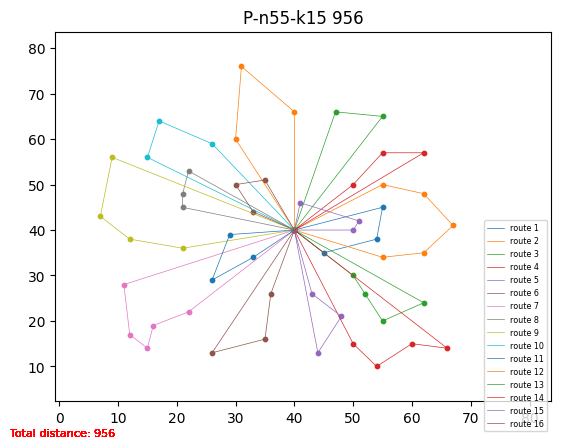 P-n55-k15 956
80
70
60
50
40
30
20
10
0 10 20 30 40 50 60 70 80
route 1
route 2
route 3
route 4
route 5
route 6
route 7
route 8
route 9
route 10
route 11
route 12
route 13
route 14
route 15
route 16
Total distance: 956